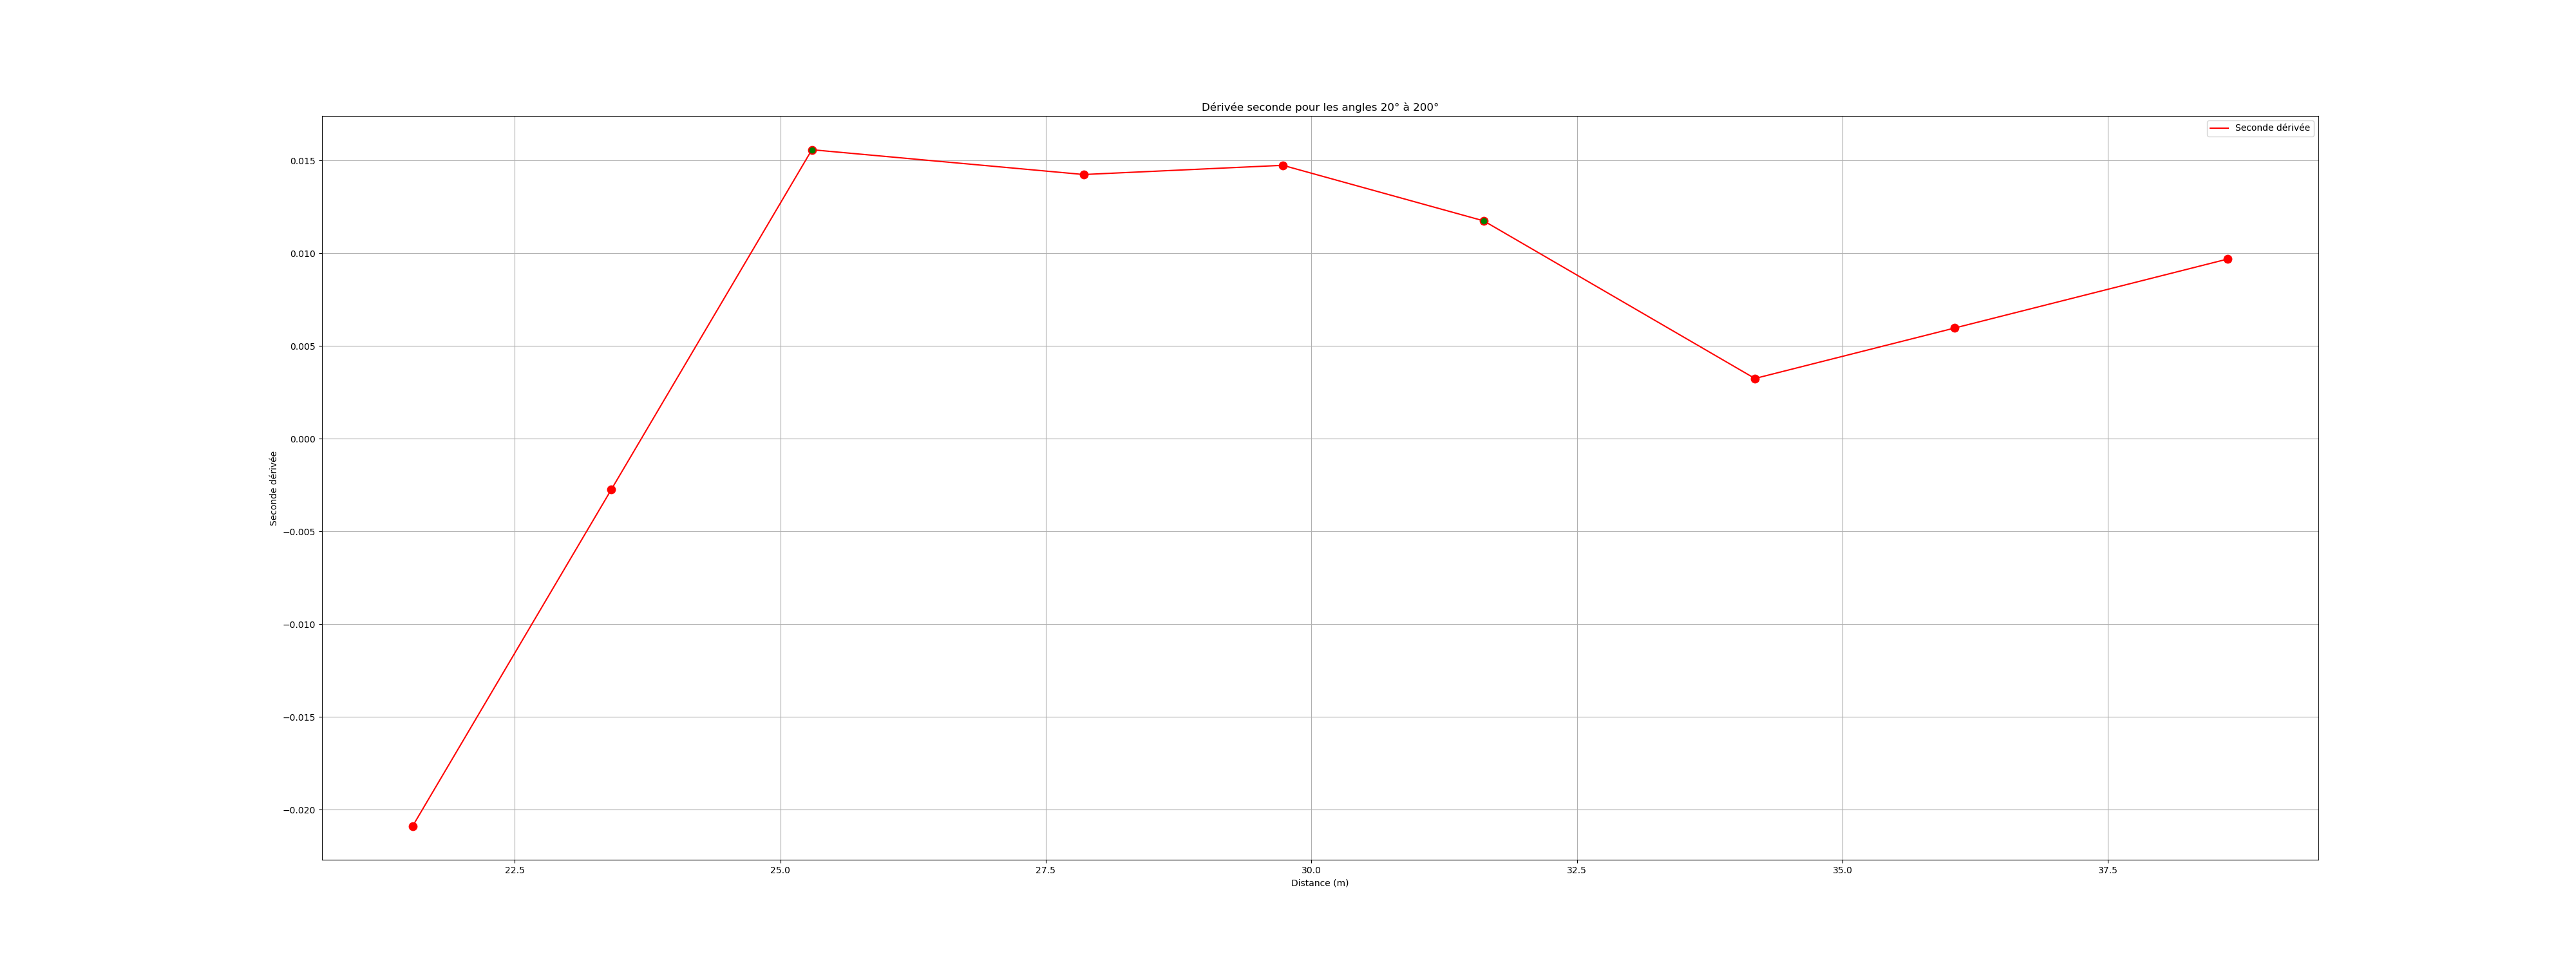 Dérivée seconde pour les angles 20° à 200°
Seconde dérivée
0.015
0.010
0.005
0.000
−0.005
−0.010
−0.015
−0.020
Seconde dérivée
22.5 25.0 27.5 30.0 32.5 35.0 37.5
Distance (m)